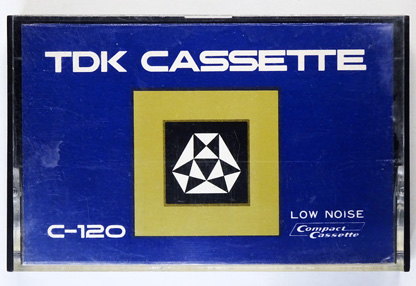 TDK CASSETTE
C-120
LOW NOISE
Compact
Cassette